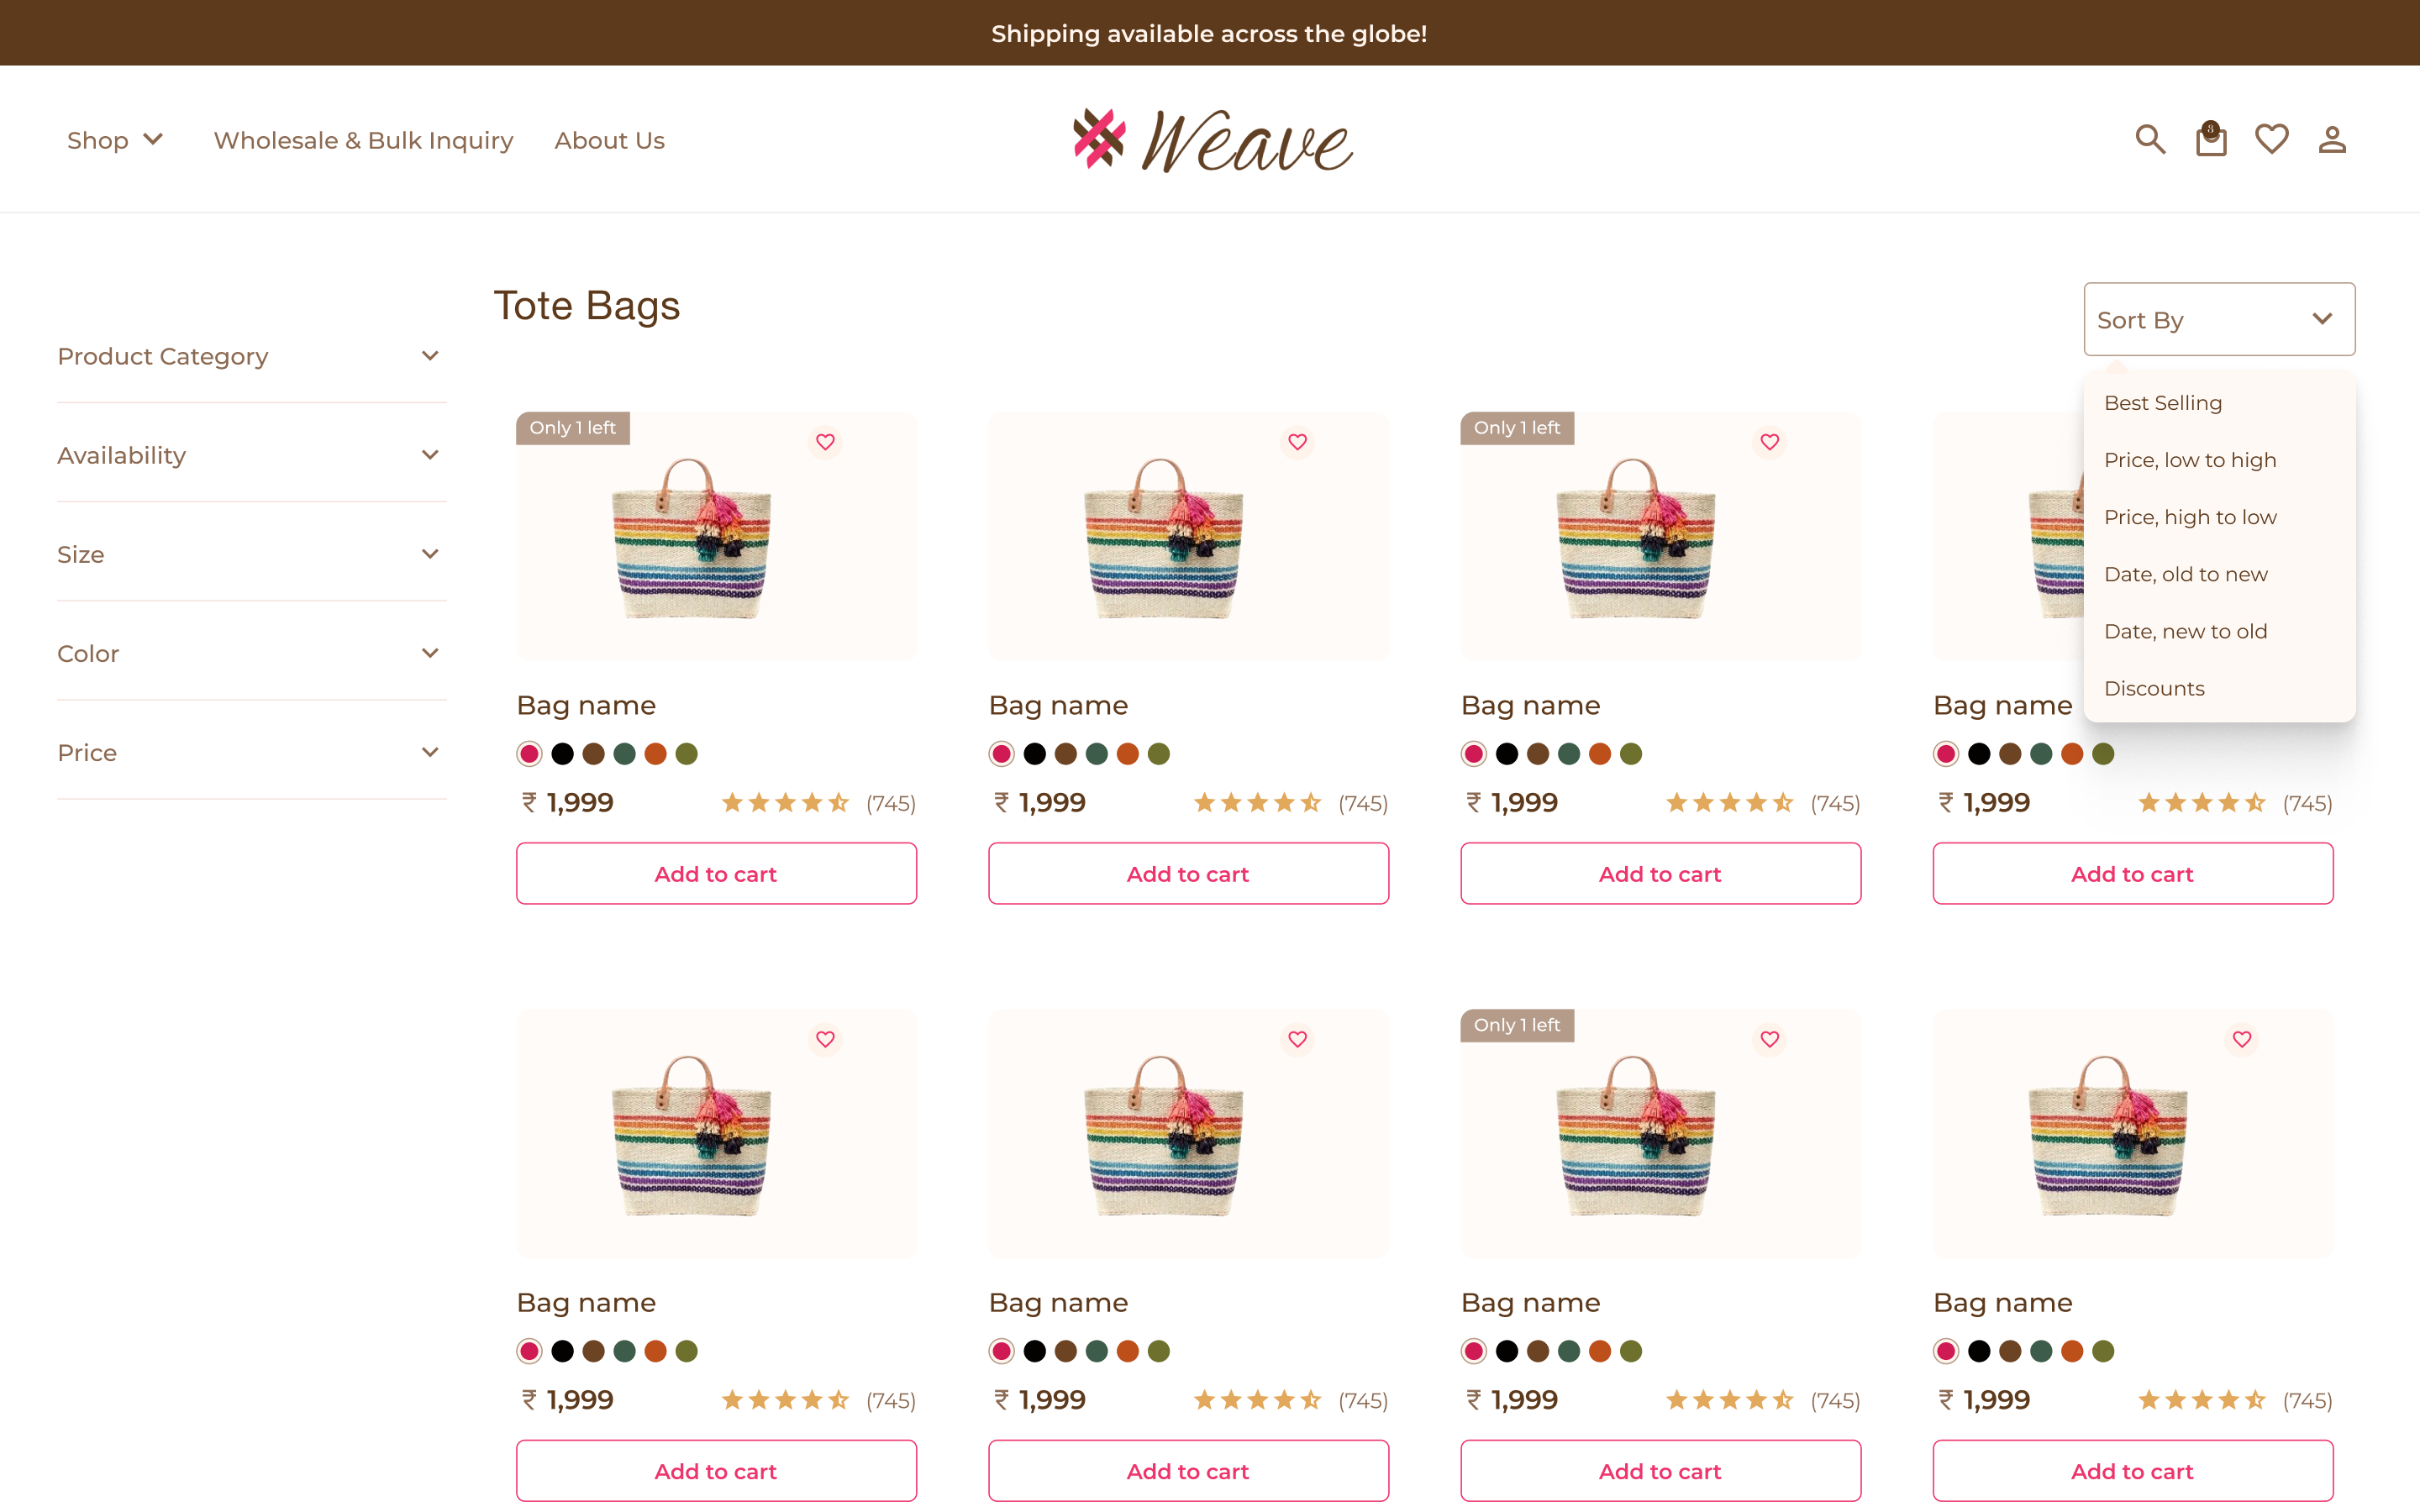 Shipping available across the globe!
Shop
Wholesale & Bulk Inquiry
About Us
Weave
3
Tote Bags
Sort By
Product Category
Availability
Size
Color
Price
Best Selling
Price, low to high
Price, high to low
Date, old to new
Date, new to old
Discounts
Only 1 left
Only 1 left
Bag name
Bag name
Bag name
Bag name
₹ 1,999 (745)
₹ 1,999 (745)
₹ 1,999 (745)
₹ 1,999 (745)
Add to cart
Add to cart
Add to cart
Add to cart
Only 1 left
Bag name
Bag name
Bag name
Bag name
₹ 1,999 (745)
₹ 1,999 (745)
₹ 1,999 (745)
₹ 1,999 (745)
Add to cart
Add to cart
Add to cart
Add to cart